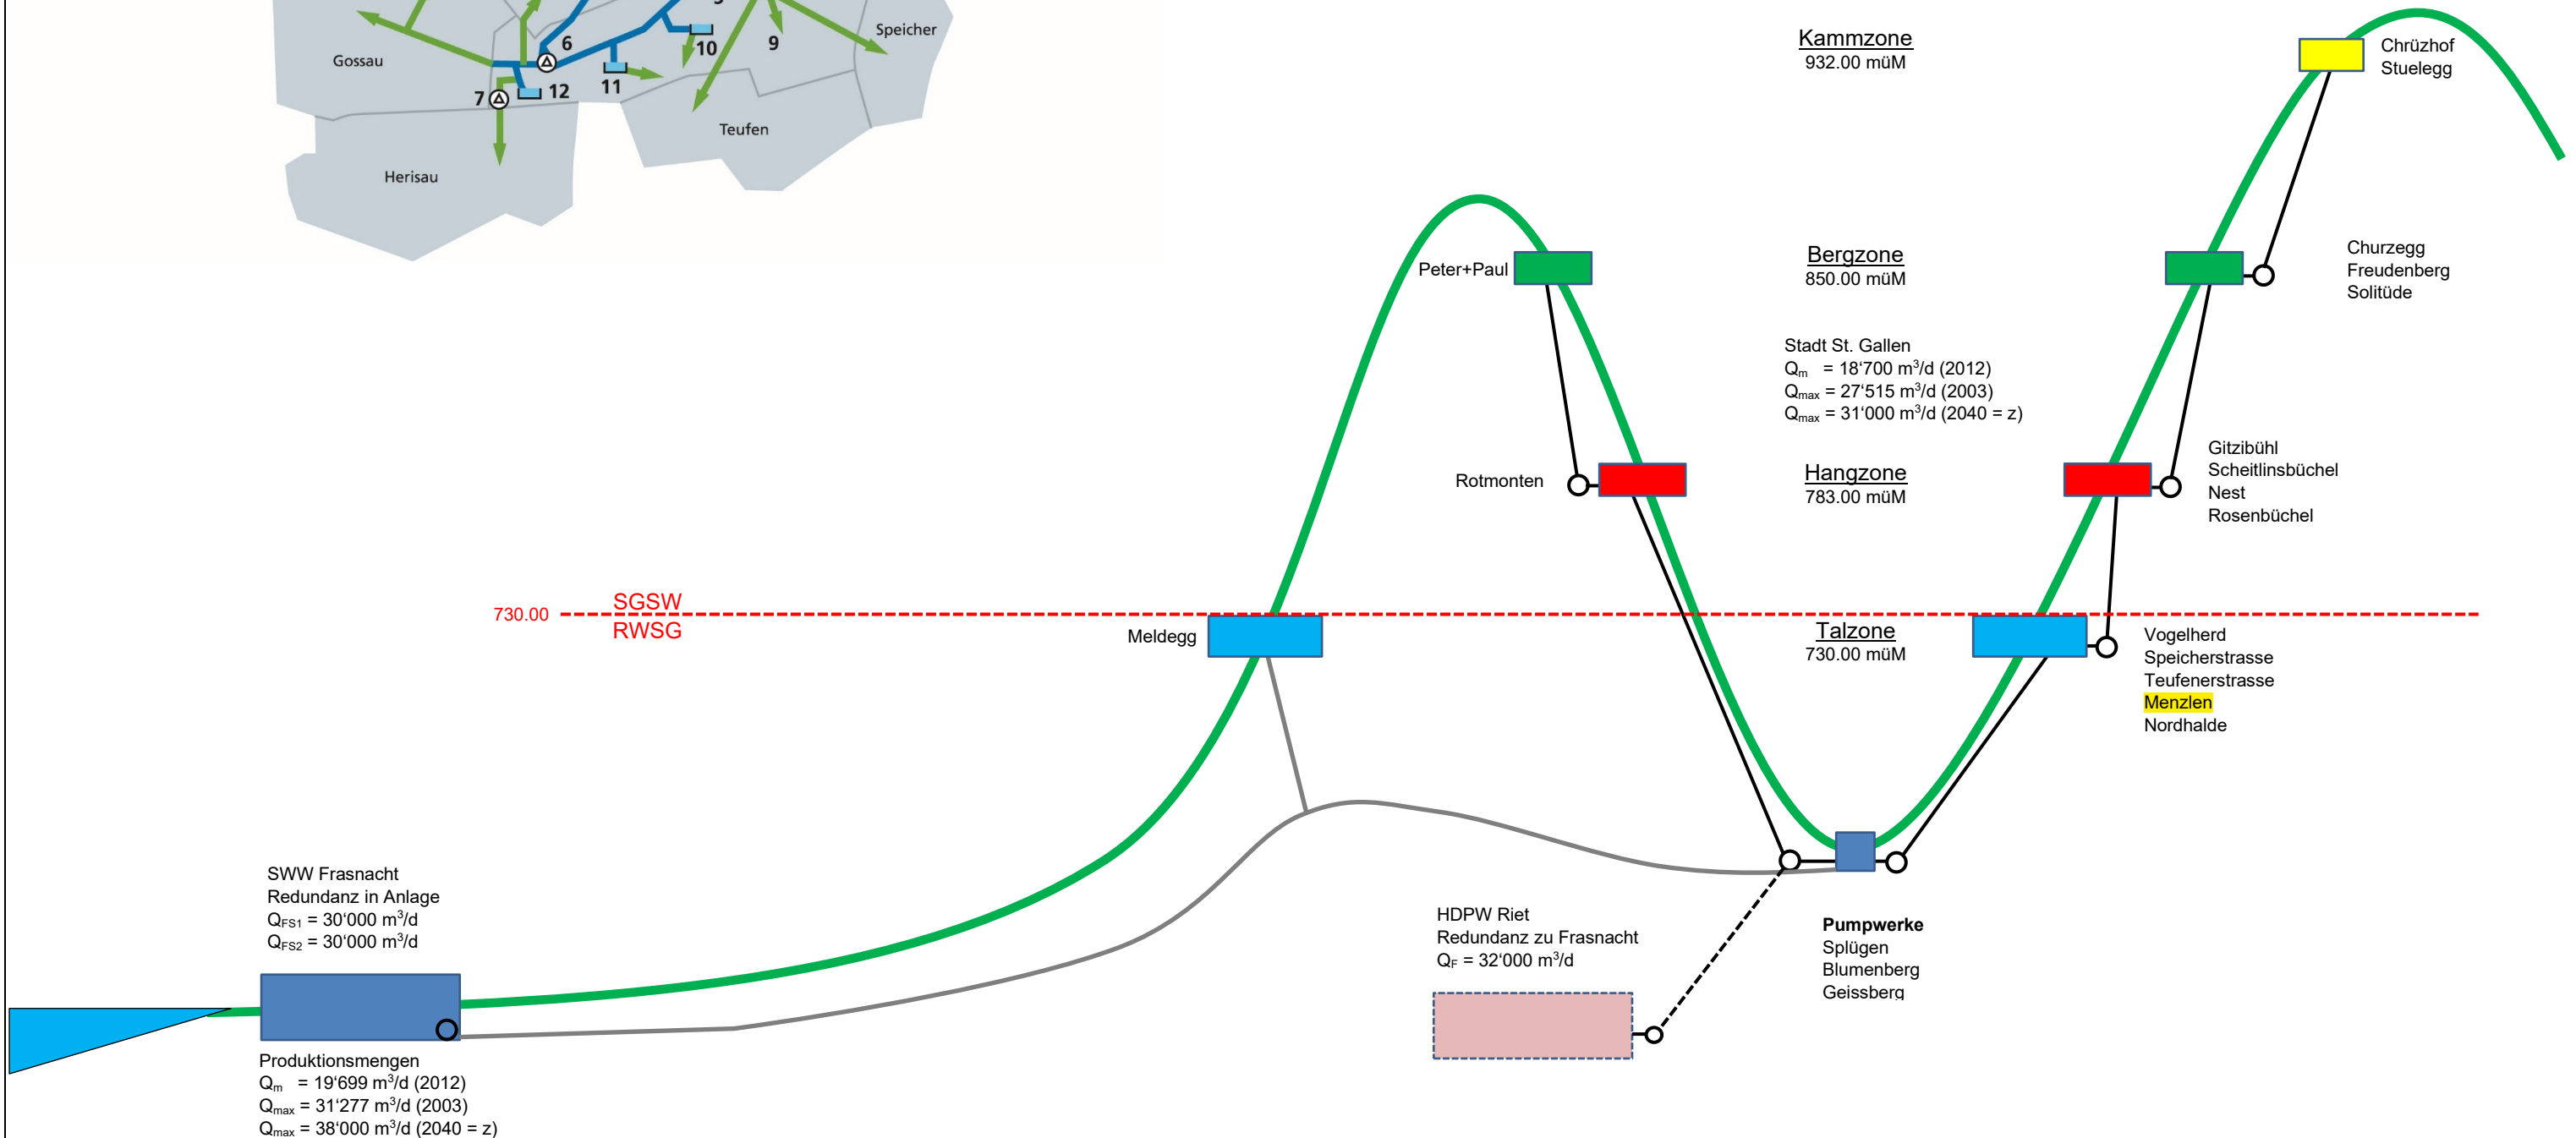 Gossau
Herisau
Teufen
Speicher
6
7
12
11
10
9
Kammzone
932.00 müM
Chrüzhof
Stuelegg
Peter+Paul
Bergzone
850.00 müM
Churzegg
Freudenberg
Solitüde
Stadt St. Gallen
Qm = 18'700 m³/d (2012)
Qmax = 27'515 m³/d (2003)
Qmax = 31'000 m³/d (2040 = z)
Rotmonten
Hangzone
783.00 müM
Gitzibühl
Scheitlinsbüchel
Nest
Rosenbüchel
730.00
SGSW
RWSG
Meldegg
Talzone
730.00 müM
Vogelherd
Speicherstrasse
Teufenerstrasse
Menzlen
Nordhalde
SWW Frasnacht
Redundanz in Anlage
QFS1 = 30'000 m³/d
QFS2 = 30'000 m³/d
HDPW Riet
Redundanz zu Frasnacht
QF = 32'000 m³/d
Pumpwerke
Splügen
Blumenberg
Geissberg
Produktionsmengen
Qm = 19'699 m³/d (2012)
Qmax = 31'277 m³/d (2003)
Qmax = 38'000 m³/d (2040 = z)